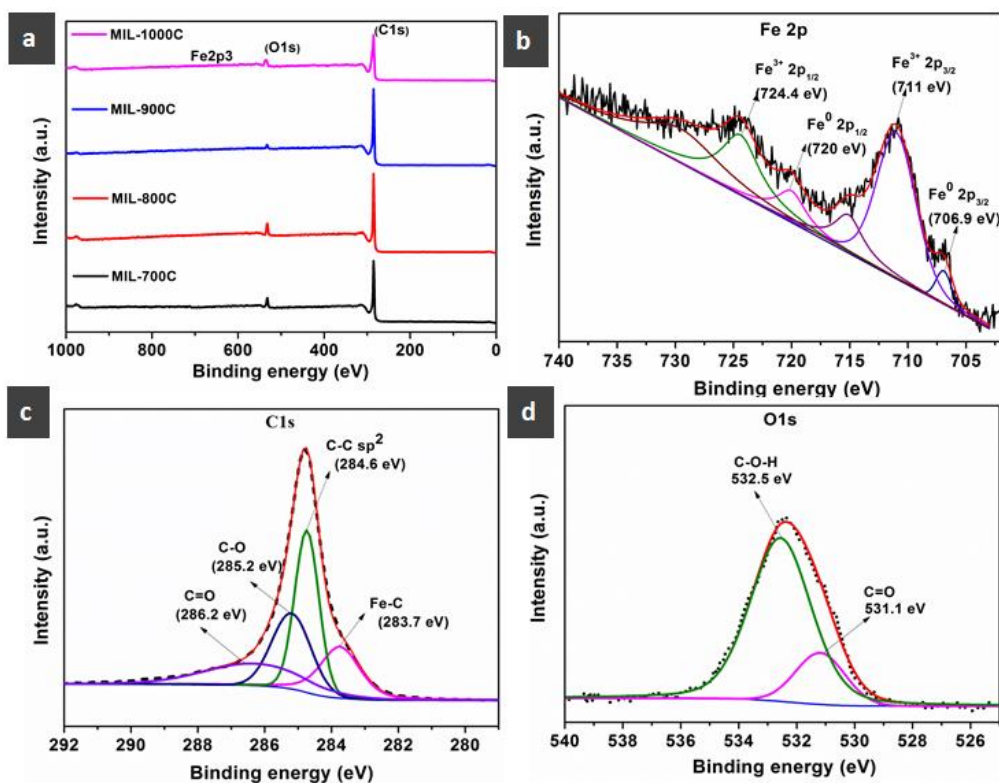 a
MIL-1000C
Fe2p3
(O1s)
(C1s)
MIL-900C
MIL-800C
MIL-700C
Intensity (a.u.)
1000 800 600 400 200 0
Binding energy (eV)
b
Fe 2p
Fe3+ 2p1/2
(724.4 eV)
Fe3+ 2p3/2
(711 eV)
Fe0 2p1/2
(720 eV)
Fe0 2p3/2
(706.9 eV)
Intensity (a.u.)
740 735 730 725 720 715 710 705
Binding energy (eV)
c
C1s
C-C sp2
(284.6 eV)
C-O
(285.2 eV)
C=O
(286.2 eV)
Fe-C
(283.7 eV)
Intensity (a.u.)
292 290 288 286 284 282 280
Binding energy (eV)
d
O1s
C-O-H
532.5 eV
C=O
531.1 eV
Intensity (a.u.)
540 538 536 534 532 530 528 526
Binding energy (eV)